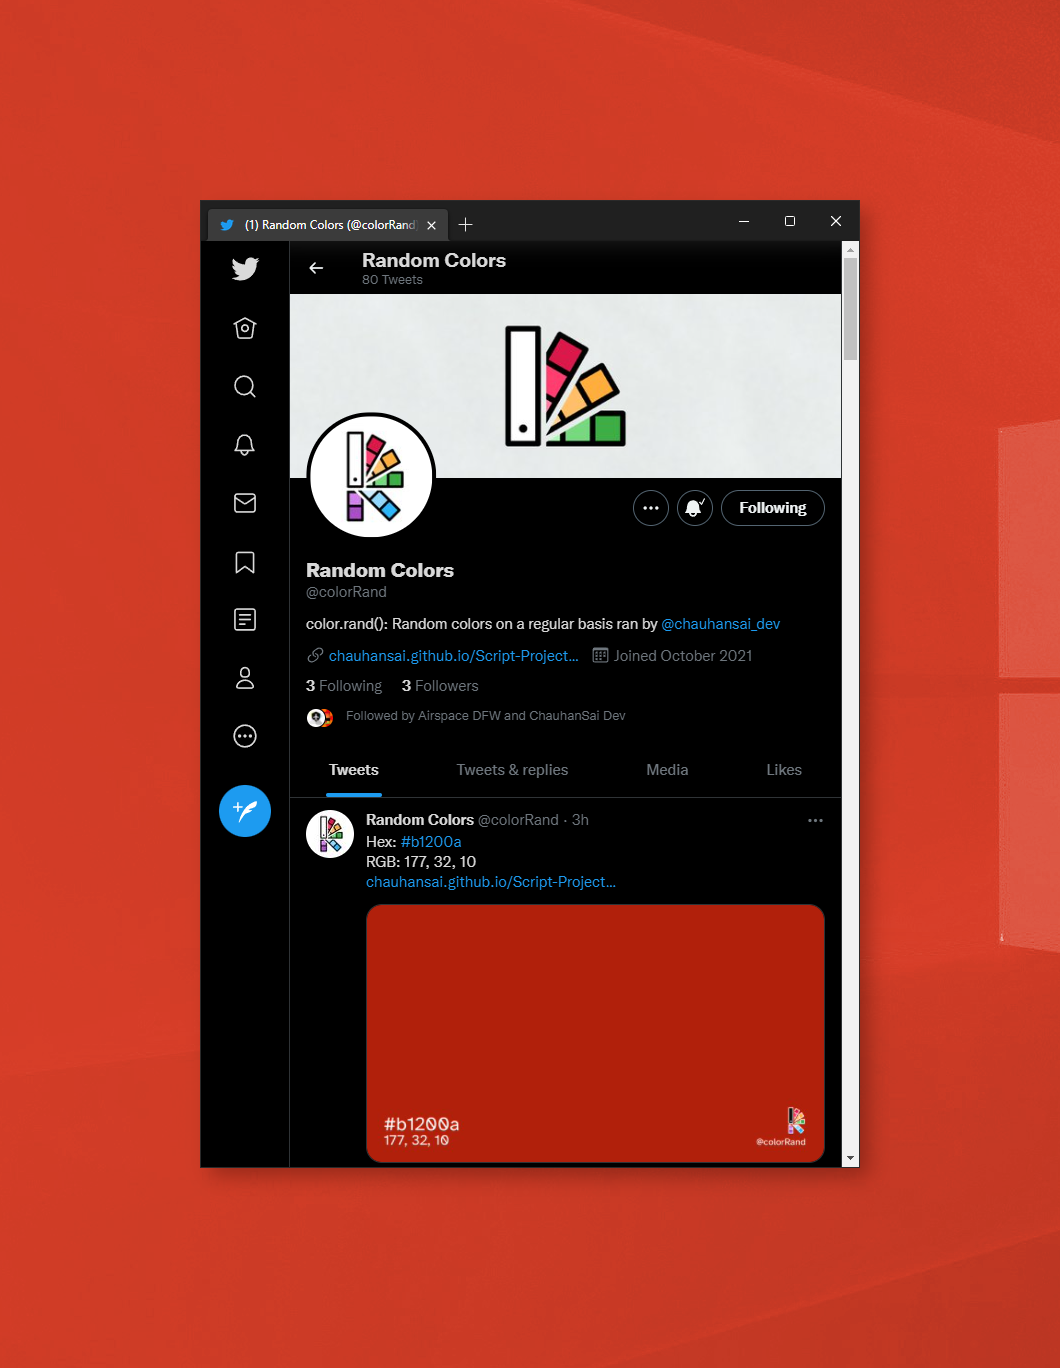 (1) Random Colors (@colorRand)
Random Colors
80 Tweets
Following
Random Colors
@colorRand
color.rand(): Random colors on a regular basis ran by @chauhansai_dev
chauhansai.github.io/Script-Project... Joined October 2021
3 Following 3 Followers
Followed by Airspace DFW and ChauhanSai Dev
Tweets Tweets & replies Media Likes
Random Colors @colorRand · 3h
Hex: #b1200a
RGB: 177, 32, 10
chauhansai.github.io/Script-Project...
#b1200a
177, 32, 10
@colorRand